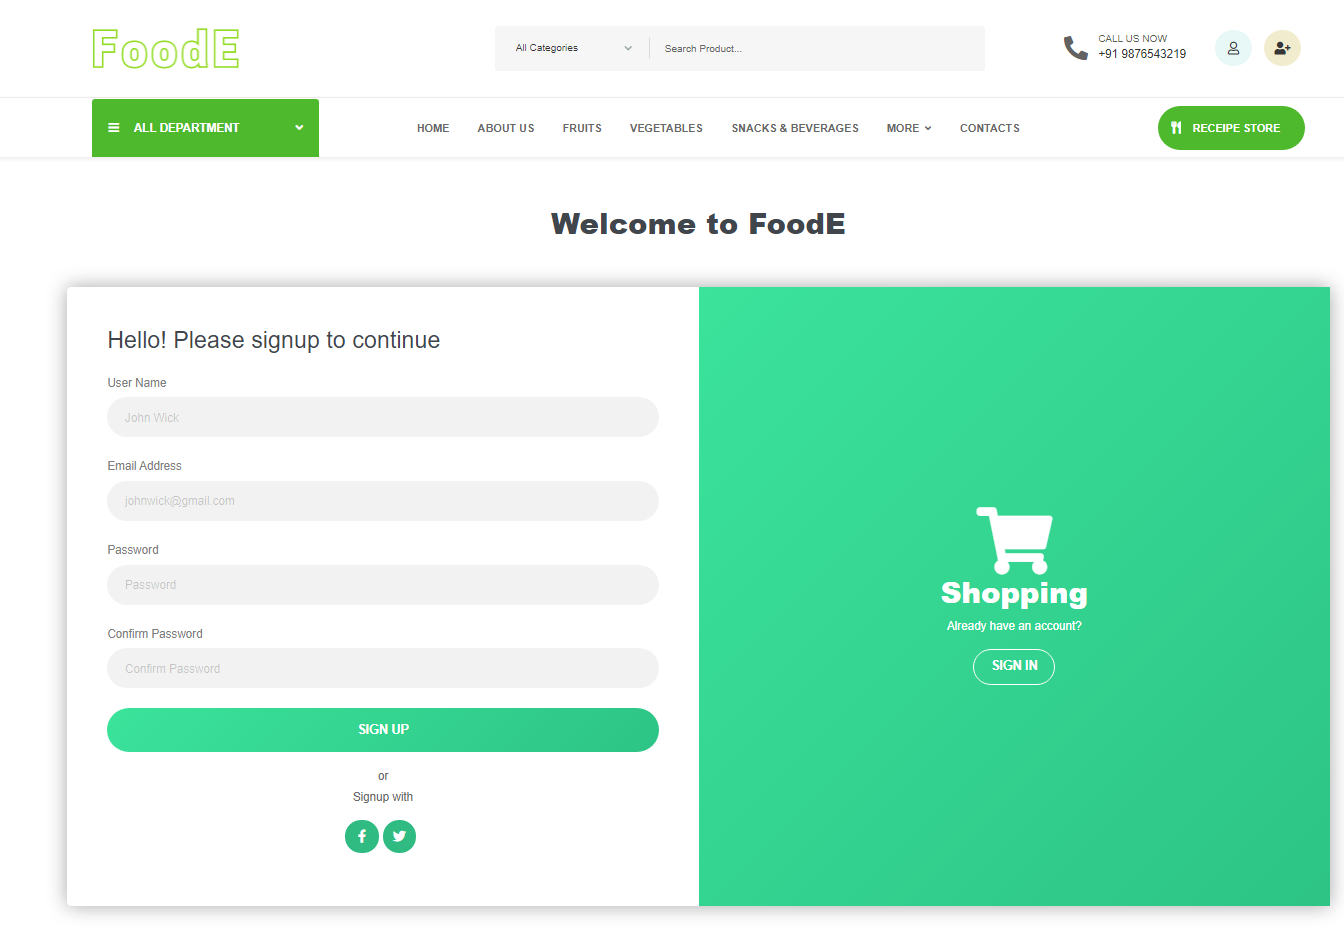 FoodE
All Categories
Search Product...
CALL US NOW
+91 9876543219
ALL DEPARTMENT
HOME
ABOUT US
FRUITS
VEGETABLES
SNACKS & BEVERAGES
MORE
CONTACTS
RECEIPE STORE
Welcome to FoodE
Hello! Please signup to continue
User Name
John Wick
Email Address
johnwick@gmail.com
Password
Password
Confirm Password
Confirm Password
SIGN UP
or
Signup with
Shopping
Already have an account?
SIGN IN